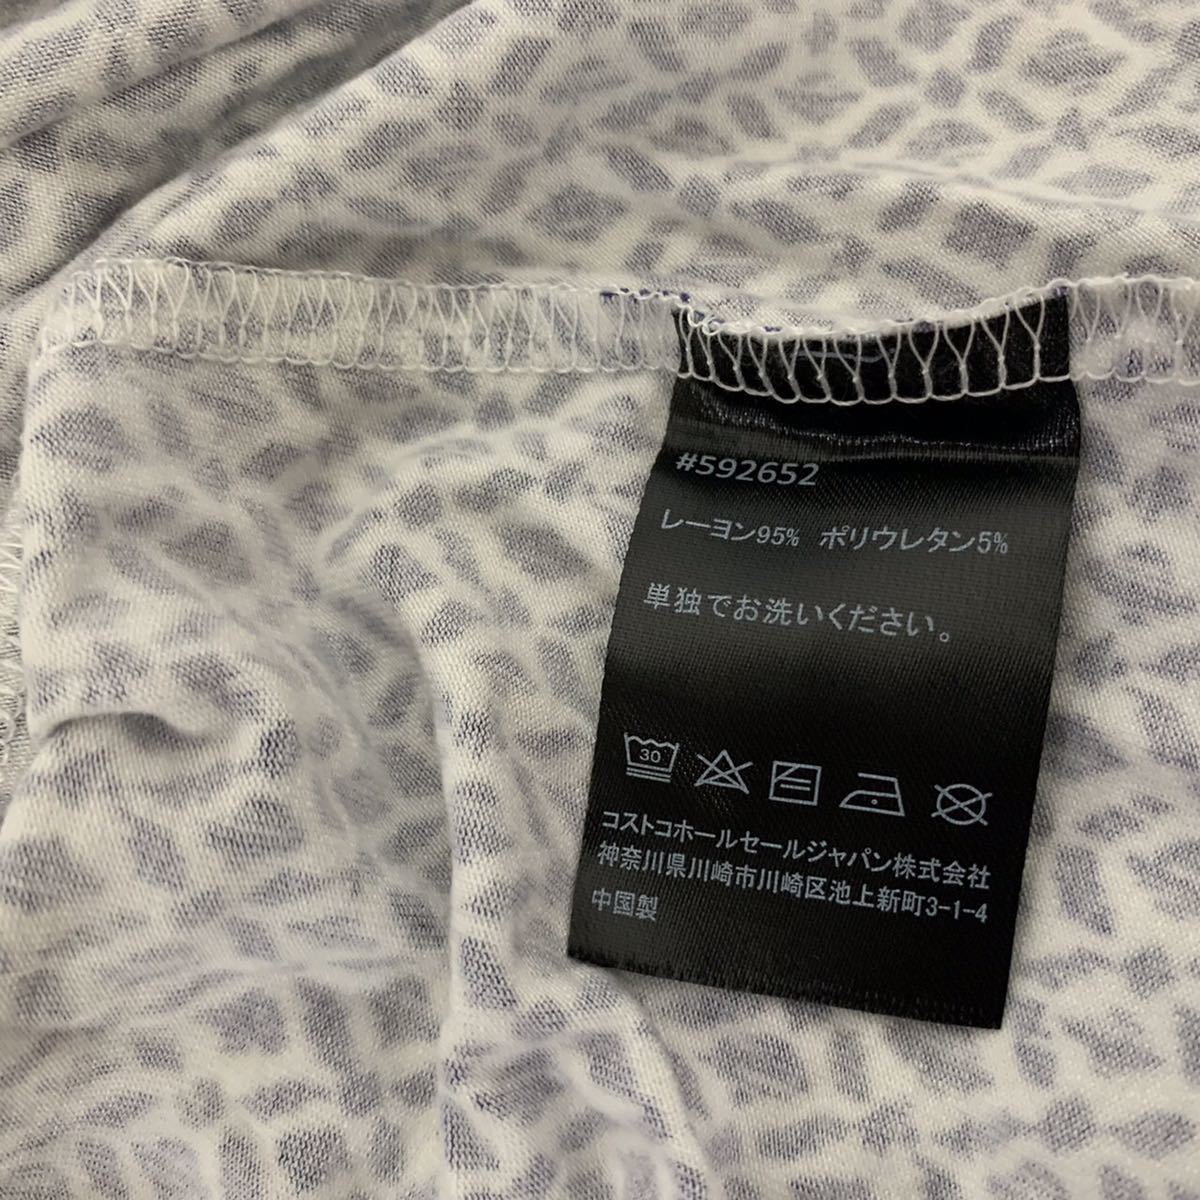 #592652
レーヨン95% ポリウレタン5%
単独でお洗いください。
30
コストコホールセールジャパン株式会社
神奈川県川崎市川崎区池上新町3-1-4
中国製